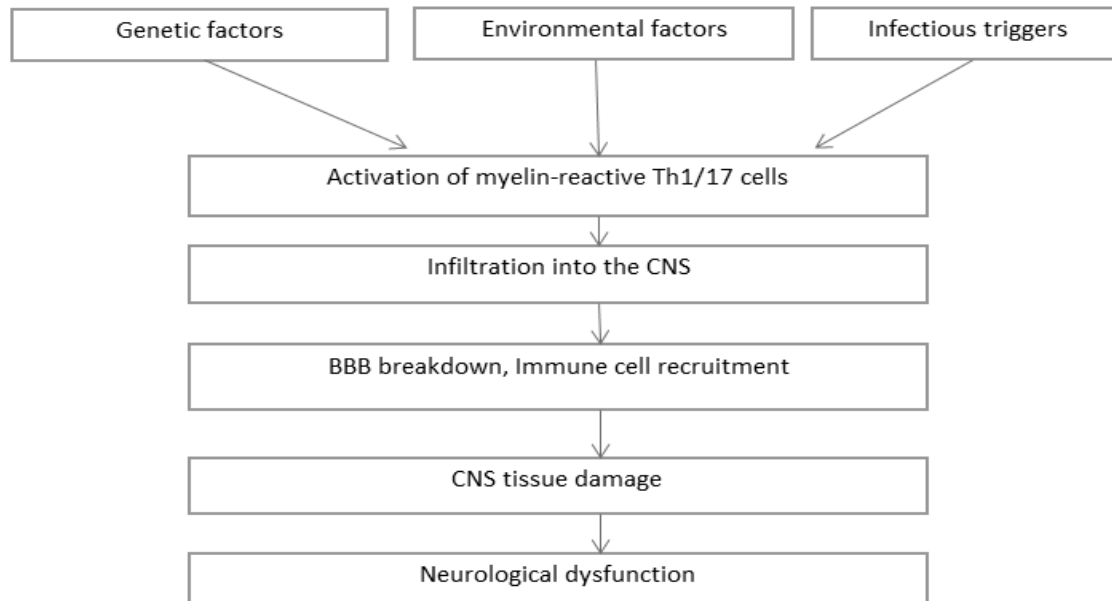 Genetic factors
Environmental factors
Infectious triggers
Activation of myelin-reactive Th1/17 cells
Infiltration into the CNS
BBB breakdown, Immune cell recruitment
CNS tissue damage
Neurological dysfunction